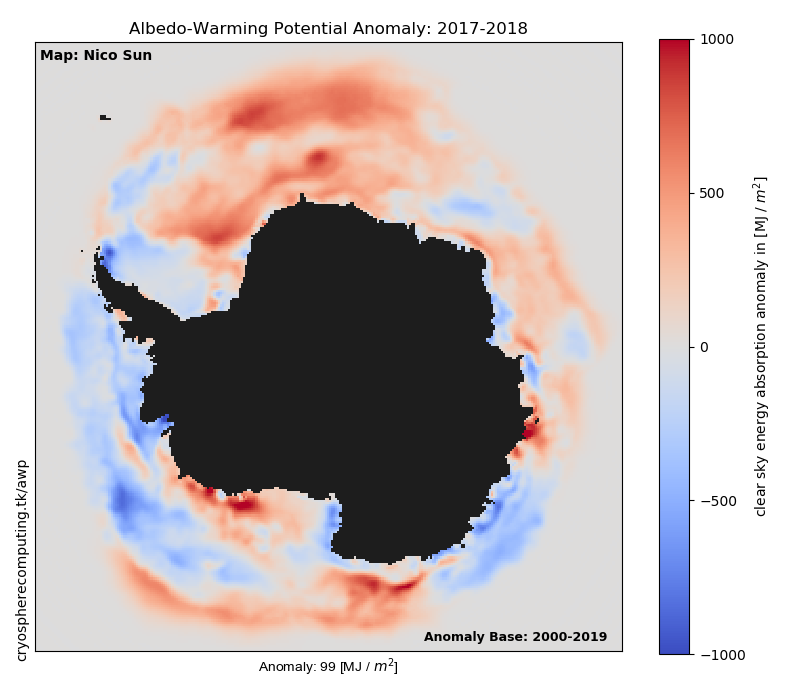 Albedo-Warming Potential Anomaly: 2017-2018
Map: Nico Sun
1000
500
0
−500
−1000
clear sky energy absorption anomaly in [MJ / m²]
cryospherecomputing.tk/awp
Anomaly Base: 2000-2019
Anomaly: 99 [MJ / m²]